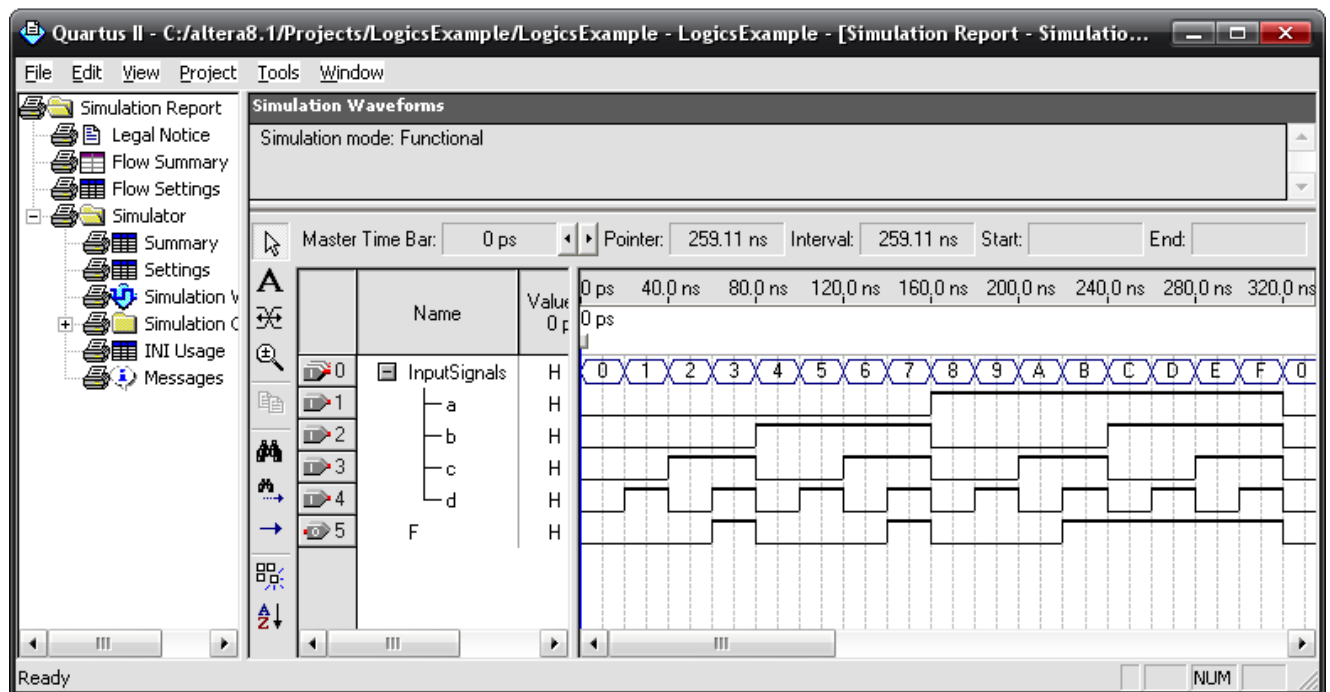 Quartus II - C:/altera8.1/Projects/LogicsExample/LogicsExample - LogicsExample - [Simulation Report - Simulatio...
File Edit View Project Tools Window
Simulation Report
Legal Notice
Flow Summary
Flow Settings
Simulator
Summary
Settings
Simulation
Simulation
INI Usage
Messages
Simulation Waveforms
Simulation mode: Functional
Master Time Bar: 0 ps Pointer: 259.11 ns Interval: 259.11 ns Start: End:
Name
Value
0 p
0 ps 40.0 ns 80.0 ns 120.0 ns 160.0 ns 200.0 ns 240.0 ns 280.0 ns 320.0 ns
0 ps
0 InputSignals H 0 1 2 3 4 5 6 7 8 9 A B C D E F 0
1 a H
2 b H
3 c H
4 d H
5 F H
Ready
NUM